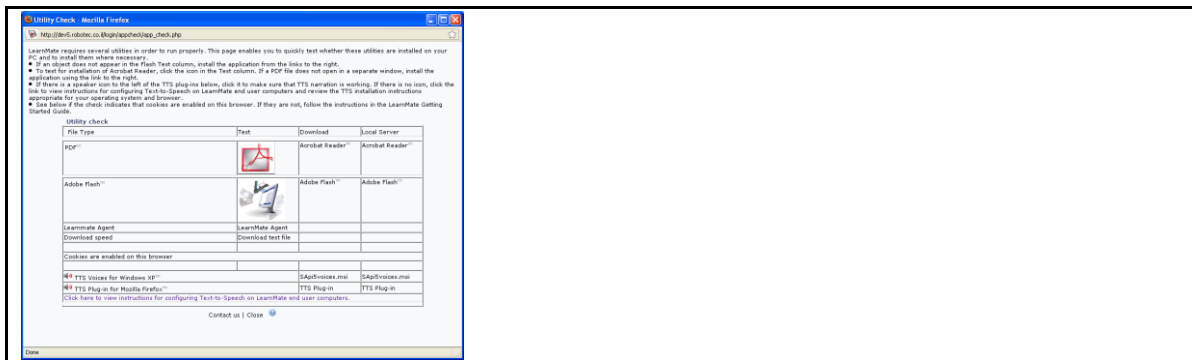 Utility Check - Mozilla Firefox
http://dev5.robotec.co.il/login/appcheck/app_check.php
LearnMate requires several utilities in order to run properly. This page enables you to quickly test whether these utilities are installed on your
PC and to install them where necessary.
• If an object does not appear in the Flash Test column, install the application from the links to the right.
• To test for installation of Acrobat Reader, click the icon in the Test column. If a PDF file does not open in a separate window, install the
application using the link to the right.
• If there is a speaker icon to the left of the TTS plug-ins below, click it to make sure that TTS narration is working. If there is no icon, click the
link to view instructions for configuring Text-to-Speech on LearnMate end user computers and review the TTS installation instructions
appropriate for your operating system and browser.
• See below if the check indicates that cookies are enabled on this browser. If they are not, follow the instructions in the LearnMate Getting
Started Guide.
Utility check
File Type Test Download Local Server
PDF™ Acrobat Reader™ Acrobat Reader™
Adobe Flash™ Adobe Flash™ Adobe Flash™
Learnmate Agent LearnMate Agent
Download speed Download test file
Cookies are enabled on this browser
TTS Voices for Windows XP™ SApi5voices.msi SApi5voices.msi
TTS Plug-in for Mozilla Firefox™ TTS Plug-in TTS Plug-in
Click here to view instructions for configuring Text-to-Speech on LearnMate end user computers.
Contact us | Close
Done